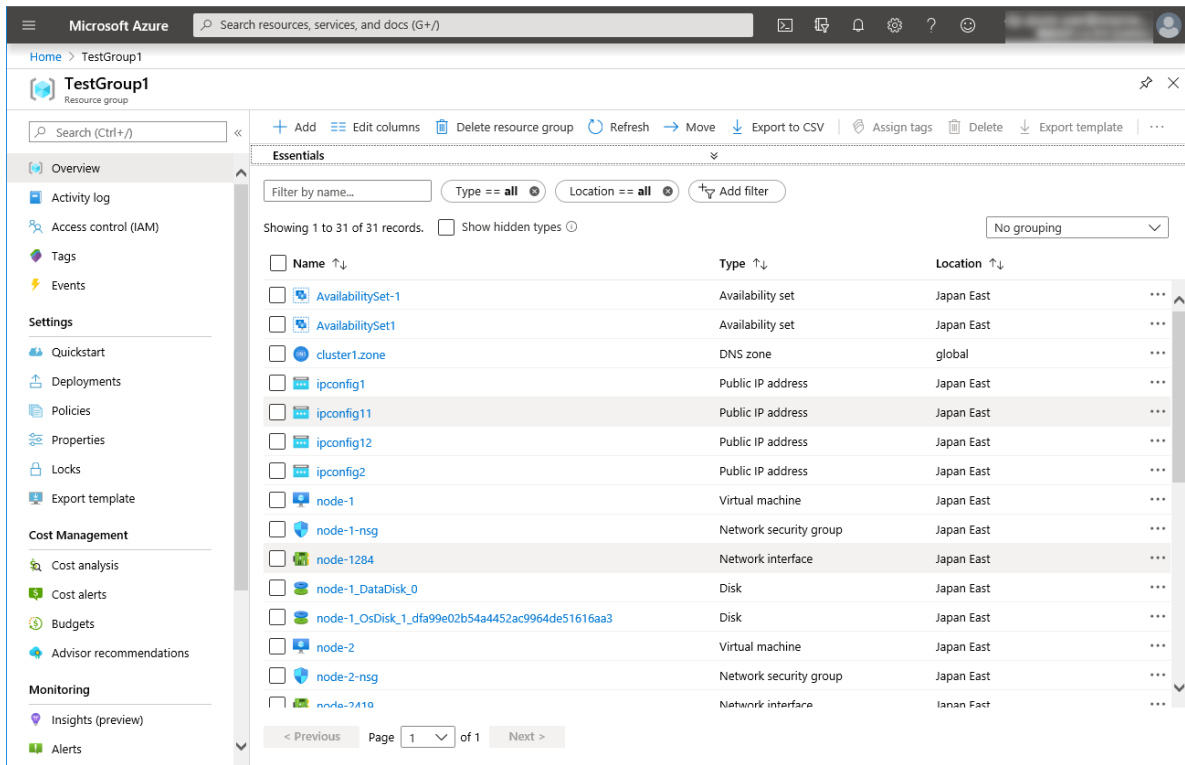 Microsoft Azure
Search resources, services, and docs (G+/)
Home > TestGroup1
TestGroup1
Resource group
Search (Ctrl+/)
«
Overview
Activity log
Access control (IAM)
Tags
Events
Settings
Quickstart
Deployments
Policies
Properties
Locks
Export template
Cost Management
Cost analysis
Cost alerts
Budgets
Advisor recommendations
Monitoring
Insights (preview)
Alerts
Add Edit columns Delete resource group Refresh Move Export to CSV Assign tags Delete Export template ...
Essentials
Filter by name... Type == all Location == all Add filter
Showing 1 to 31 of 31 records. Show hidden types No grouping
Name Type Location
AvailabilitySet-1 Availability set Japan East ...
AvailabilitySet1 Availability set Japan East ...
cluster1.zone DNS zone global ...
ipconfig1 Public IP address Japan East ...
ipconfig11 Public IP address Japan East ...
ipconfig12 Public IP address Japan East ...
ipconfig2 Public IP address Japan East ...
node-1 Virtual machine Japan East ...
node-1-nsg Network security group Japan East ...
node-1284 Network interface Japan East ...
node-1_DataDisk_0 Disk Japan East ...
node-1_OsDisk_1_dfa99e02b54a4452ac9964de51616aa3 Disk Japan East ...
node-2 Virtual machine Japan East ...
node-2-nsg Network security group Japan East ...
node-2419 Network interface Japan East ...
< Previous Page 1 of 1 Next >